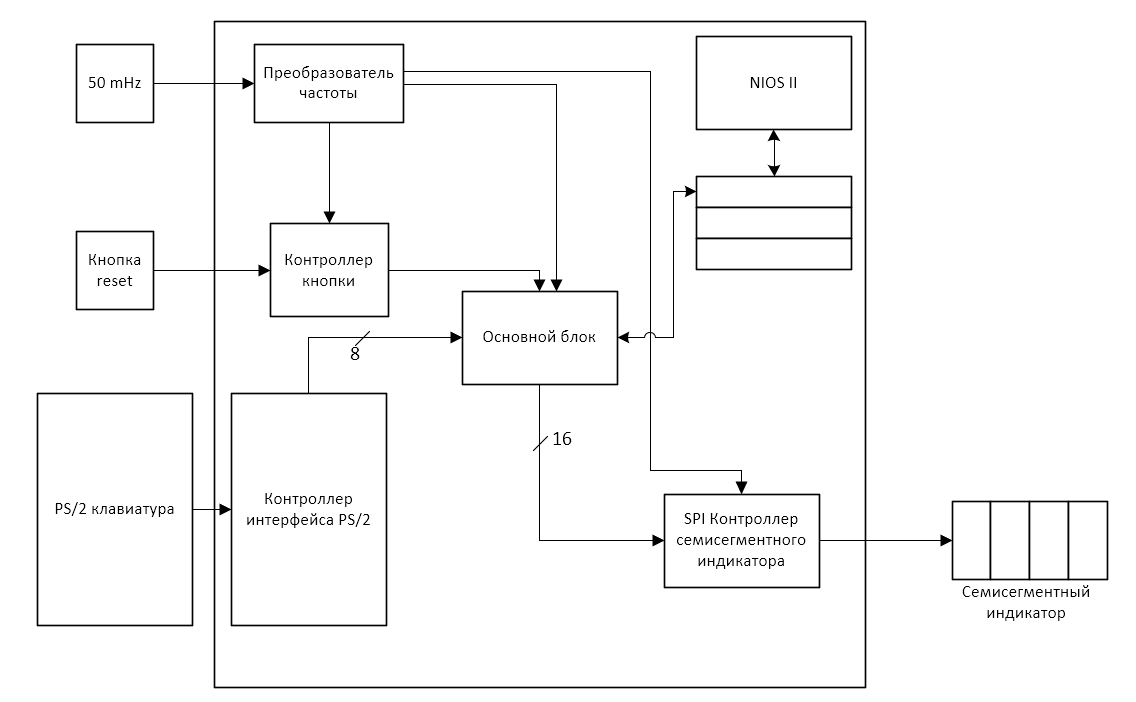 50 mHz
Преобразователь
частоты
NIOS II
Кнопка
reset
Контроллер
кнопки
Основной блок
8
16
PS/2 клавиатура
Контроллер
интерфейса PS/2
SPI Контроллер
семисегментного
индикатора
Семисегментный
индикатор